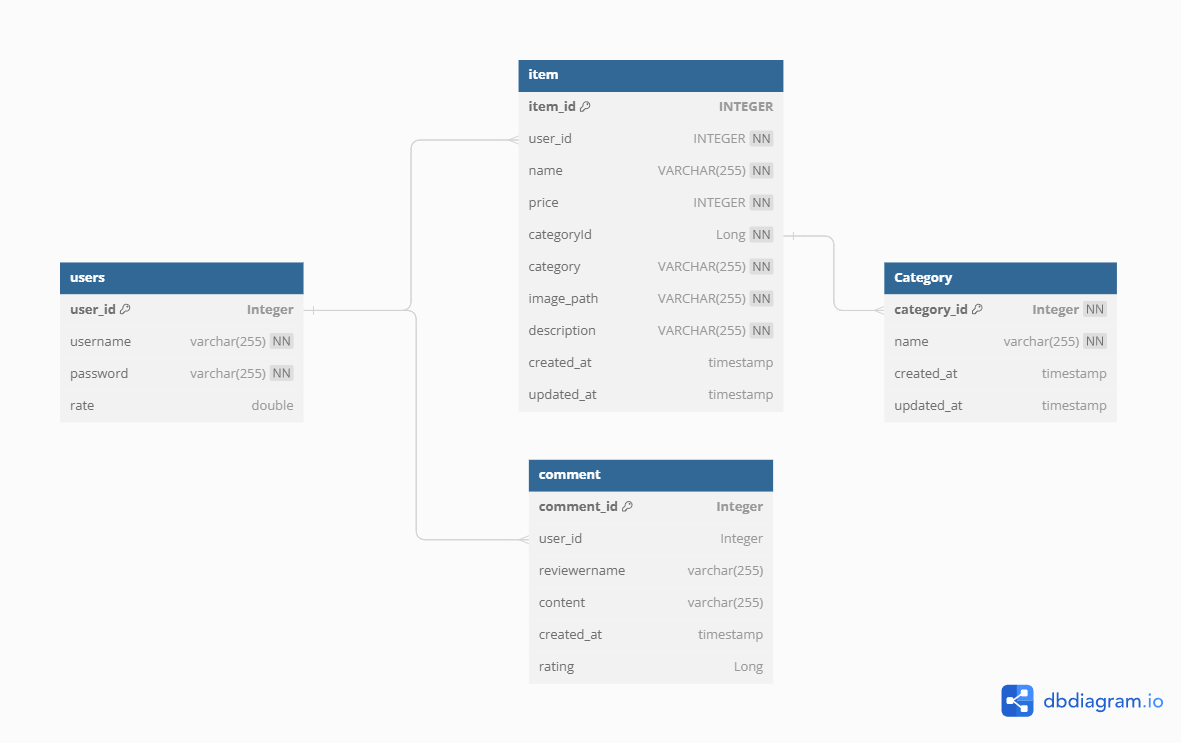 item
item_id INTEGER
user_id INTEGER NN
name VARCHAR(255) NN
price INTEGER NN
categoryId Long NN
category VARCHAR(255) NN
image_path VARCHAR(255) NN
description VARCHAR(255) NN
created_at timestamp
updated_at timestamp
users
user_id Integer
username varchar(255) NN
password varchar(255) NN
rate double
Category
category_id Integer NN
name varchar(255) NN
created_at timestamp
updated_at timestamp
comment
comment_id Integer
user_id Integer
reviewername varchar(255)
content varchar(255)
created_at timestamp
rating Long
dbdiagram.io